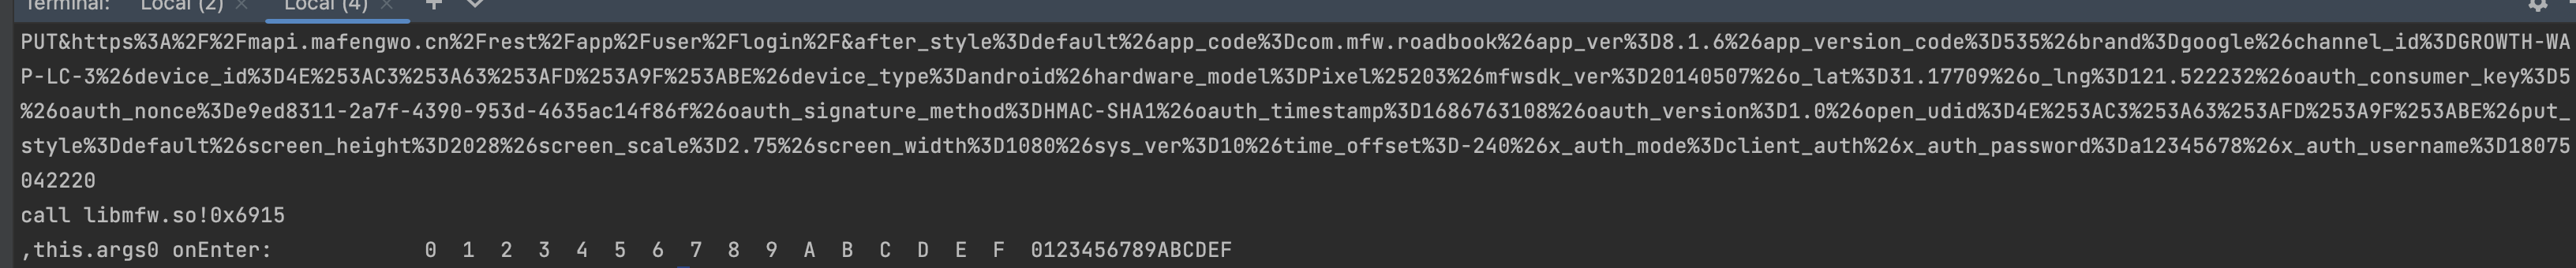 Terminal: Local (2) × Local (4) × +
PUT&https%3A%2F%2Fmapi.mafengwo.cn%2Frest%2Fapp%2Fuser%2Flogin%2F&after_style%3Ddefault%26app_code%3Dcom.mfw.roadbook%26app_ver%3D8.1.6%26app_version_code%3D535%26brand%3Dgoogle%26channel_id%3DGROWTH-WA
P-LC-3%26device_id%3D4E%253AC3%253A63%253AFD%253A9F%253ABE%26device_type%3Dandroid%26hardware_model%3DPixel%25203%26mfwsdk_ver%3D20140507%26o_lat%3D31.17709%26o_lng%3D121.522232%26oauth_consumer_key%3D5
%26oauth_nonce%3De9ed8311-2a7f-4390-953d-4635ac14f86f%26oauth_signature_method%3DHMAC-SHA1%26oauth_timestamp%3D1686763108%26oauth_version%3D1.0%26open_udid%3D4E%253AC3%253A63%253AFD%253A9F%253ABE%26put_
style%3Ddefault%26screen_height%3D2028%26screen_scale%3D2.75%26screen_width%3D1080%26sys_ver%3D10%26time_offset%3D-240%26x_auth_mode%3Dclient_auth%26x_auth_password%3Da12345678%26x_auth_username%3D18075
042220
call libmfw.so!0x6915
,this.args0 onEnter: 0 1 2 3 4 5 6 7 8 9 A B C D E F 0123456789ABCDEF